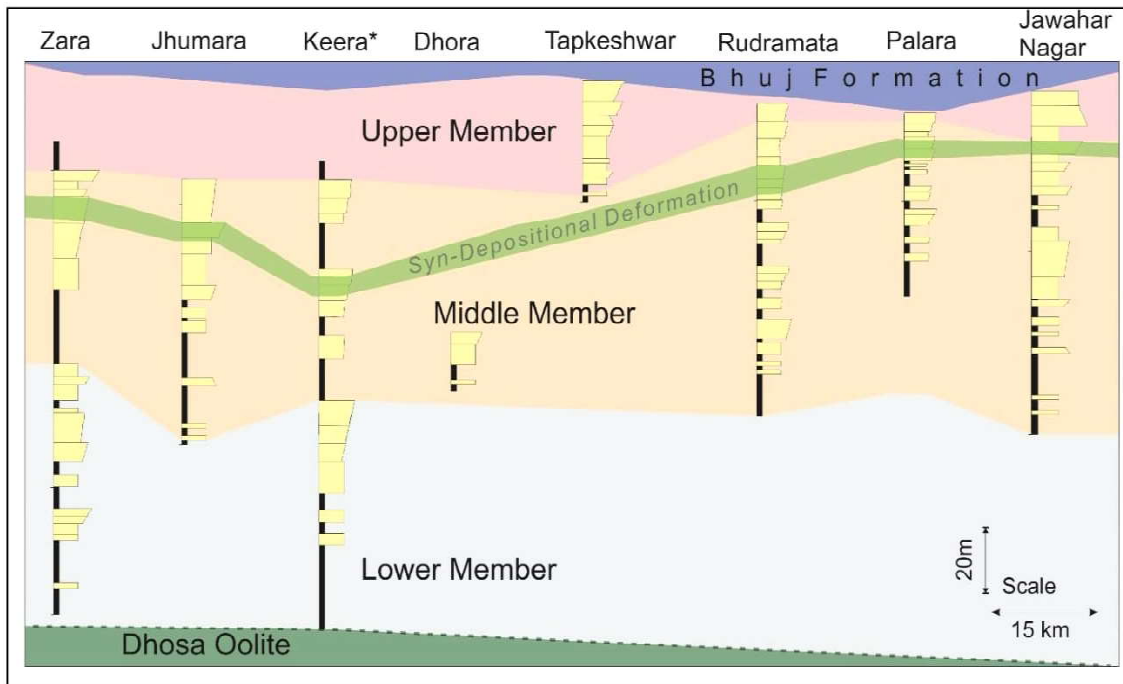 Zara Jhumara Keera* Dhora Tapkeshwar Rudramata Palara Jawahar
Nagar
Bhuj Formation
Upper Member
Syn-Depositional Deformation
Middle Member
Lower Member
20m
Scale
15 km
Dhosa Oolite